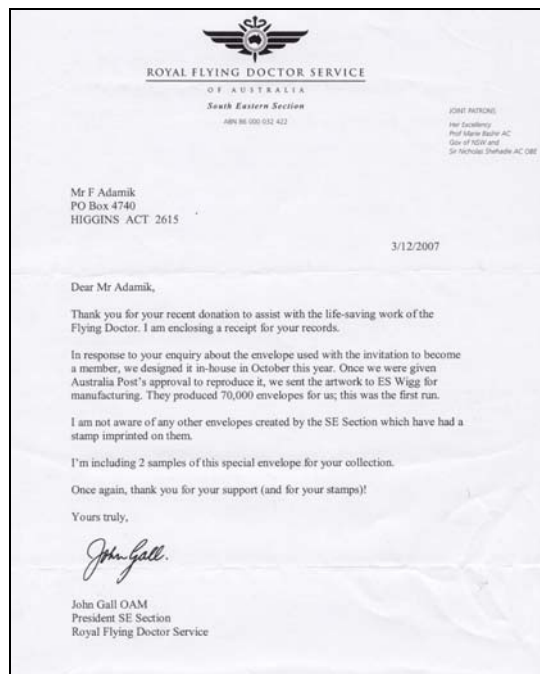 ROYAL FLYING DOCTOR SERVICE
OF AUSTRALIA
South Eastern Section
ABN 86 000 032 422
JOINT PATRONS,
Her Excellency
Prof Marie Bashir AC
Gov of NSW and
Sir Nicholas Shehadie AC OBE
Mr F Adamik
PO Box 4740
HIGGINS ACT 2615
3/12/2007
Dear Mr Adamik,
Thank you for your recent donation to assist with the life-saving work of the
Flying Doctor. I am enclosing a receipt for your records.
In response to your enquiry about the envelope used with the invitation to become
a member, we designed it in-house in October this year. Once we were given
Australia Post's approval to reproduce it, we sent the artwork to ES Wigg for
manufacturing. They produced 70,000 envelopes for us; this was the first run.
I am not aware of any other envelopes created by the SE Section which have had a
stamp imprinted on them.
I'm including 2 samples of this special envelope for your collection.
Once again, thank you for your support (and for your stamps)!
Yours truly,
John Gall.
John Gall OAM
President SE Section
Royal Flying Doctor Service